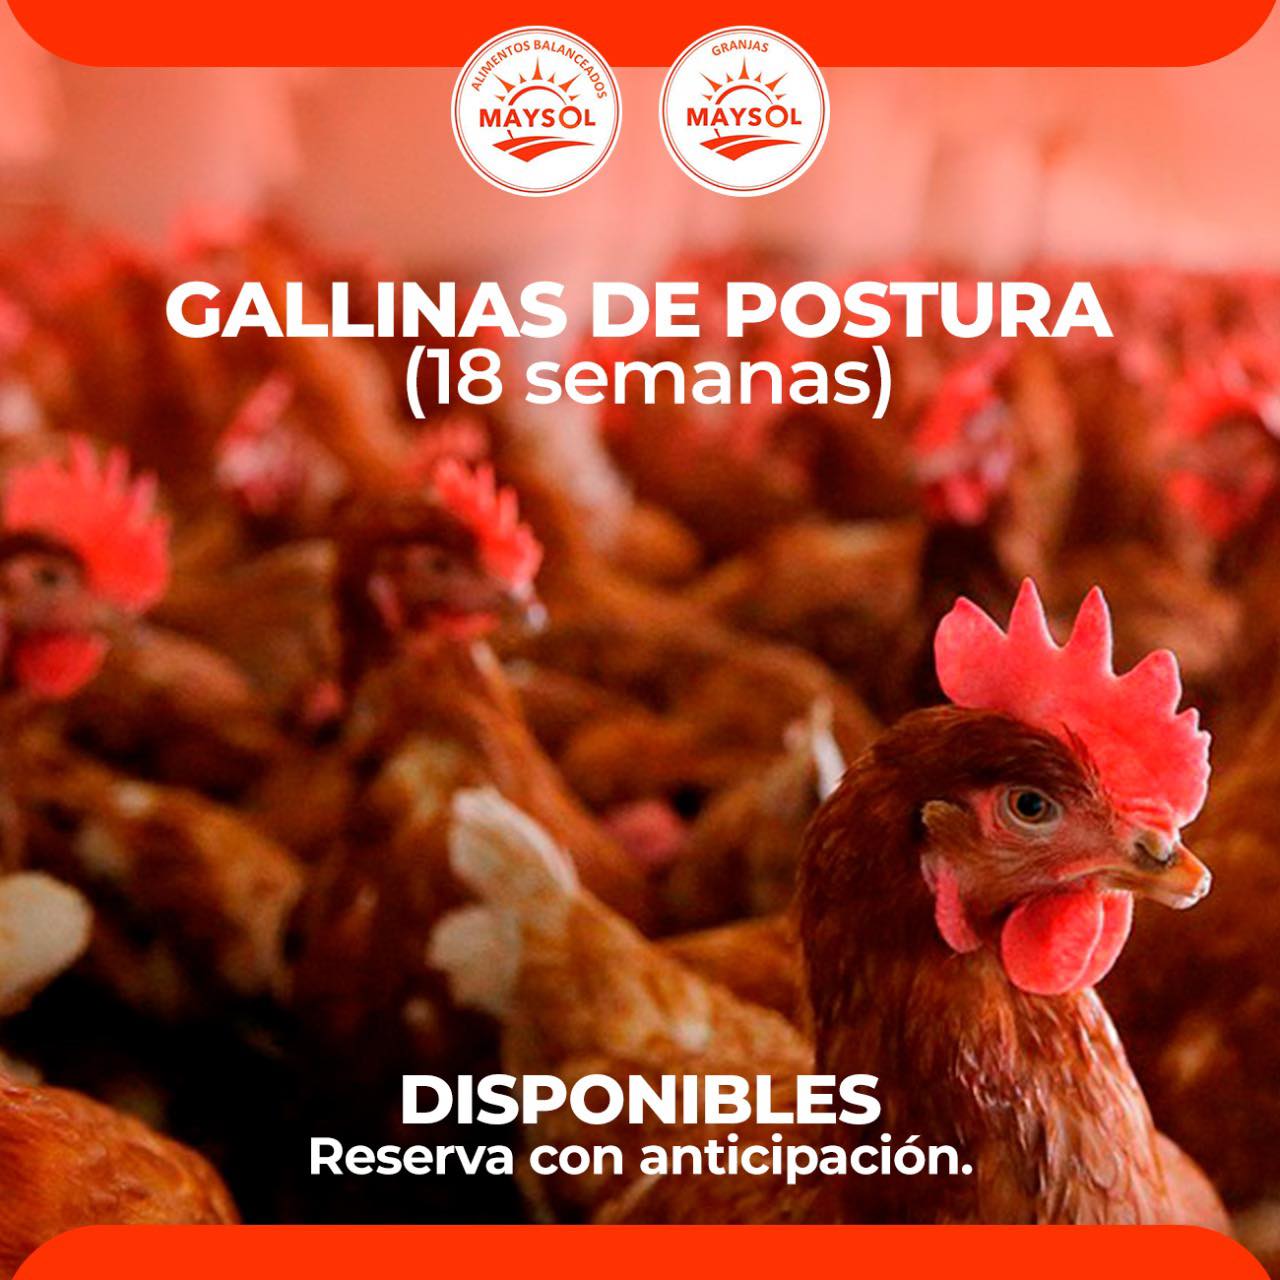 ALIMENTOS BALANCEADOS
MAYSOL
GRANJAS
MAYSOL
GALLINAS DE POSTURA
(18 semanas)
DISPONIBLES
Reserva con anticipación.